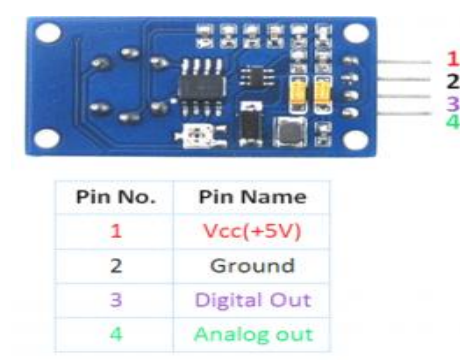 1
2
3
4
Pin No. Pin Name
1 Vcc(+5V)
2 Ground
3 Digital Out
4 Analog out